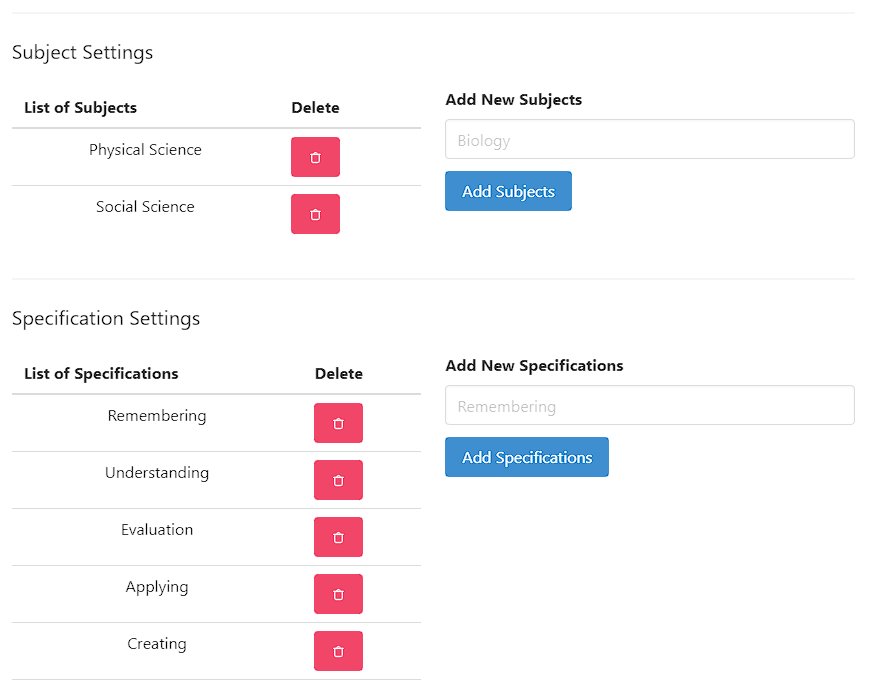 Subject Settings
List of Subjects Delete
Physical Science
Social Science
Add New Subjects
Biology
Add Subjects
Specification Settings
List of Specifications Delete
Remembering
Understanding
Evaluation
Applying
Creating
Add New Specifications
Remembering
Add Specifications